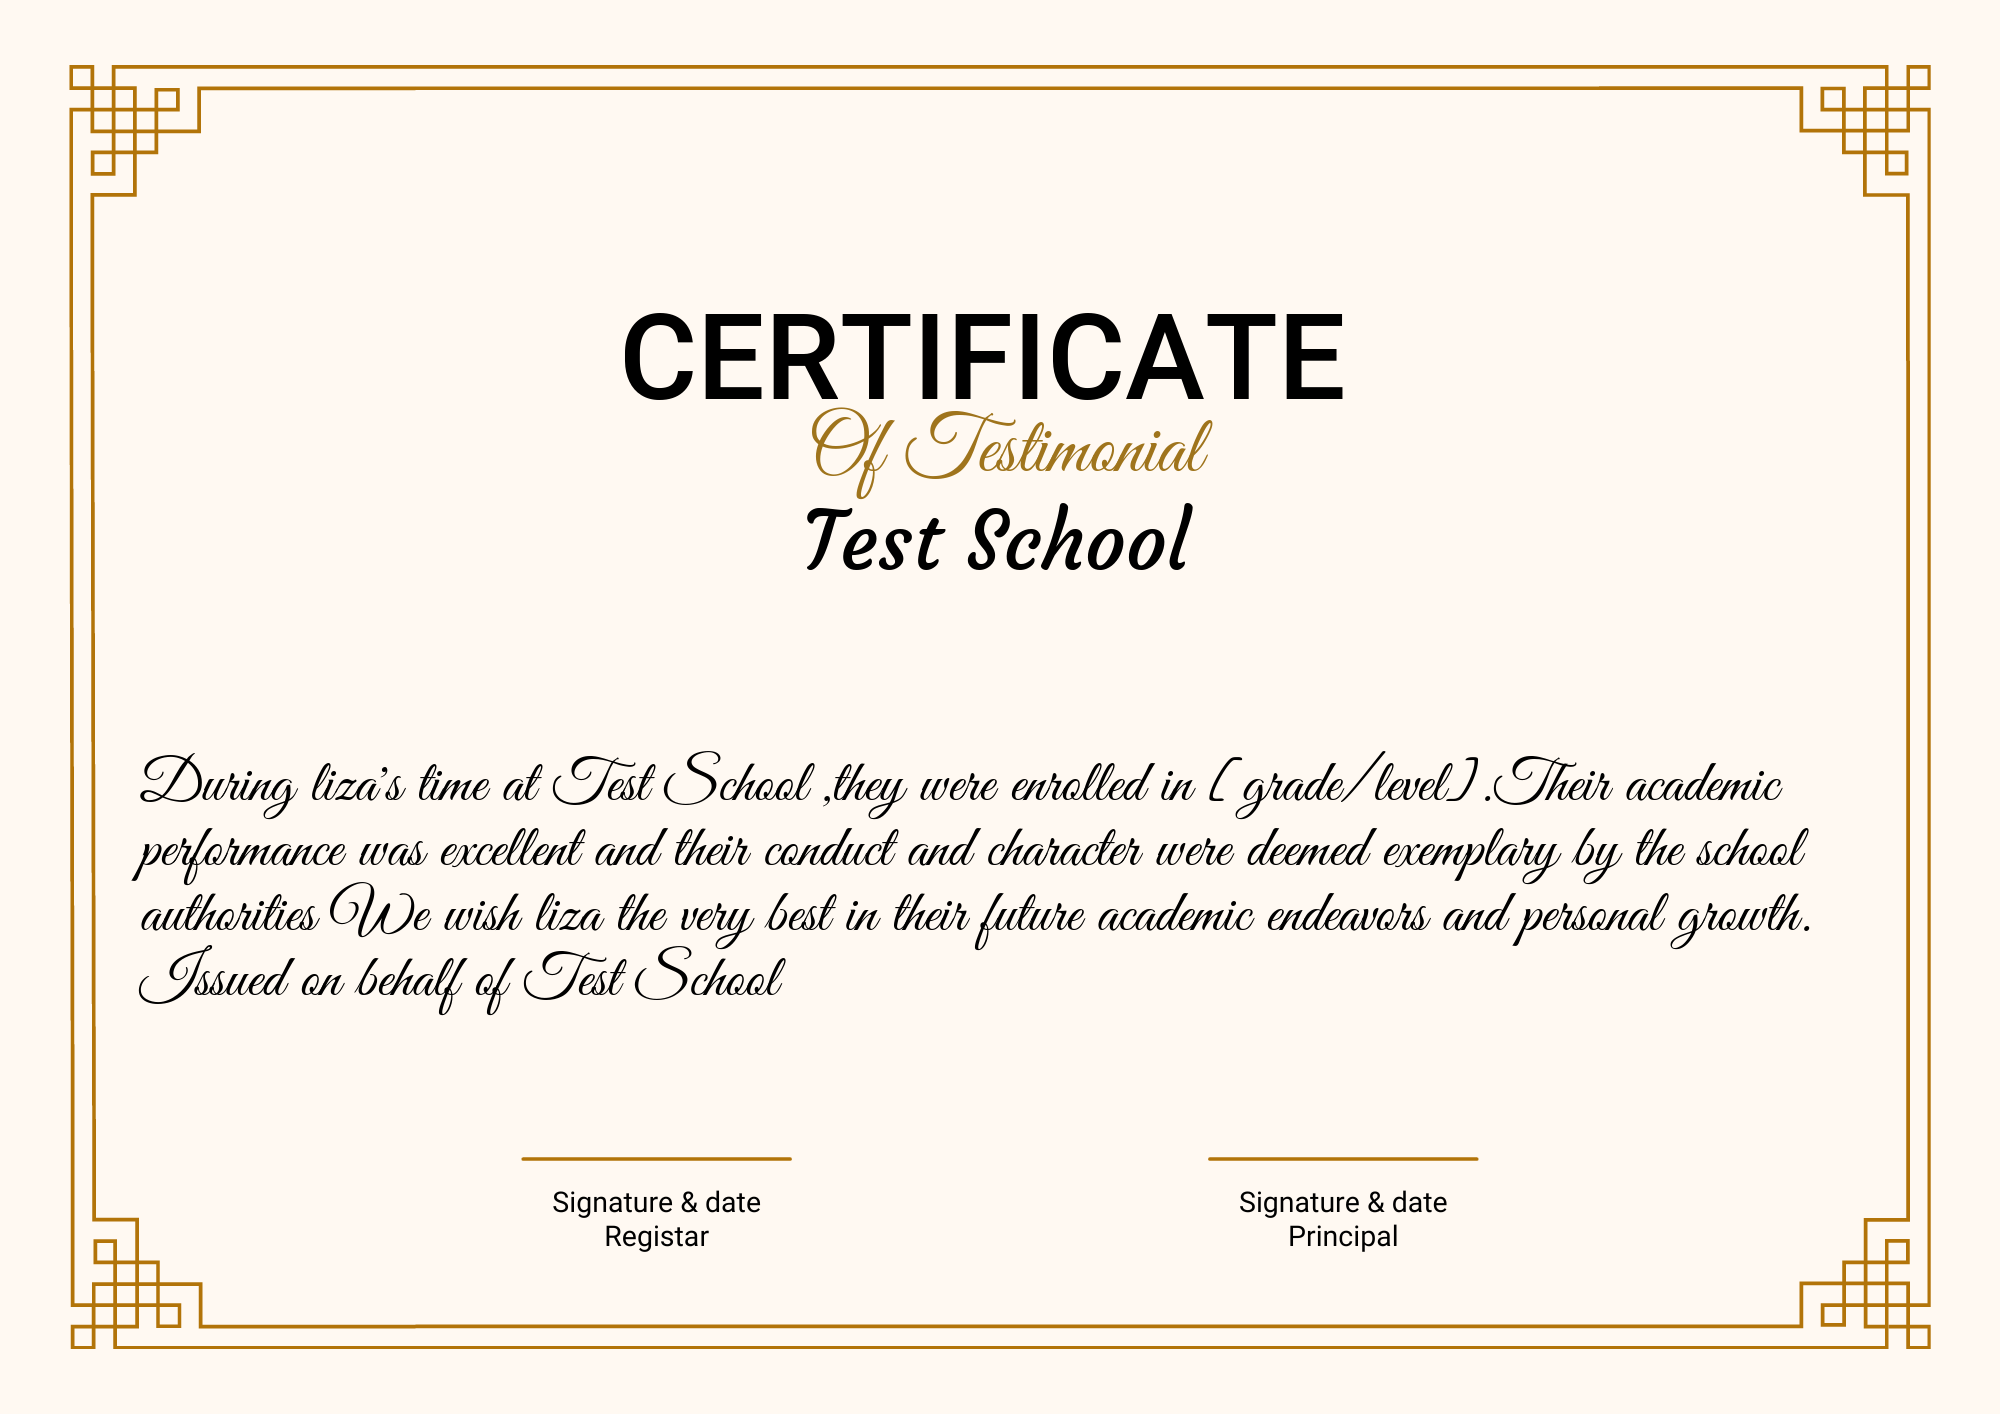 CERTIFICATE
Of Testimonial
Test School
During liza's time at Test School ,they were enrolled in [ grade/level] .Their academic
performance was excellent and their conduct and character were deemed exemplary by the school
authorities We wish liza the very best in their future academic endeavors and personal growth.
Issued on behalf of Test School
Signature & date
Registar
Signature & date
Principal